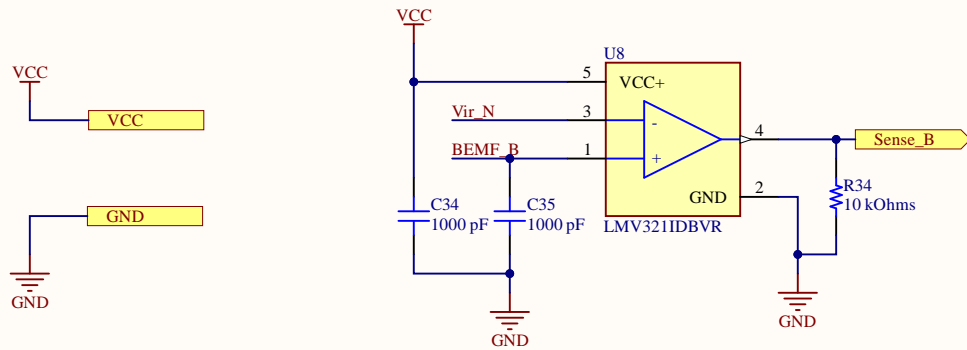 VCC
VCC
GND
GND
VCC
U8
5
VCC+
Vir_N
3
-
BEMF_B
1
+
4
Sense_B
GND
2
LMV321IDBVR
C34
1000 pF
C35
1000 pF
R34
10 kOhms
GND
GND